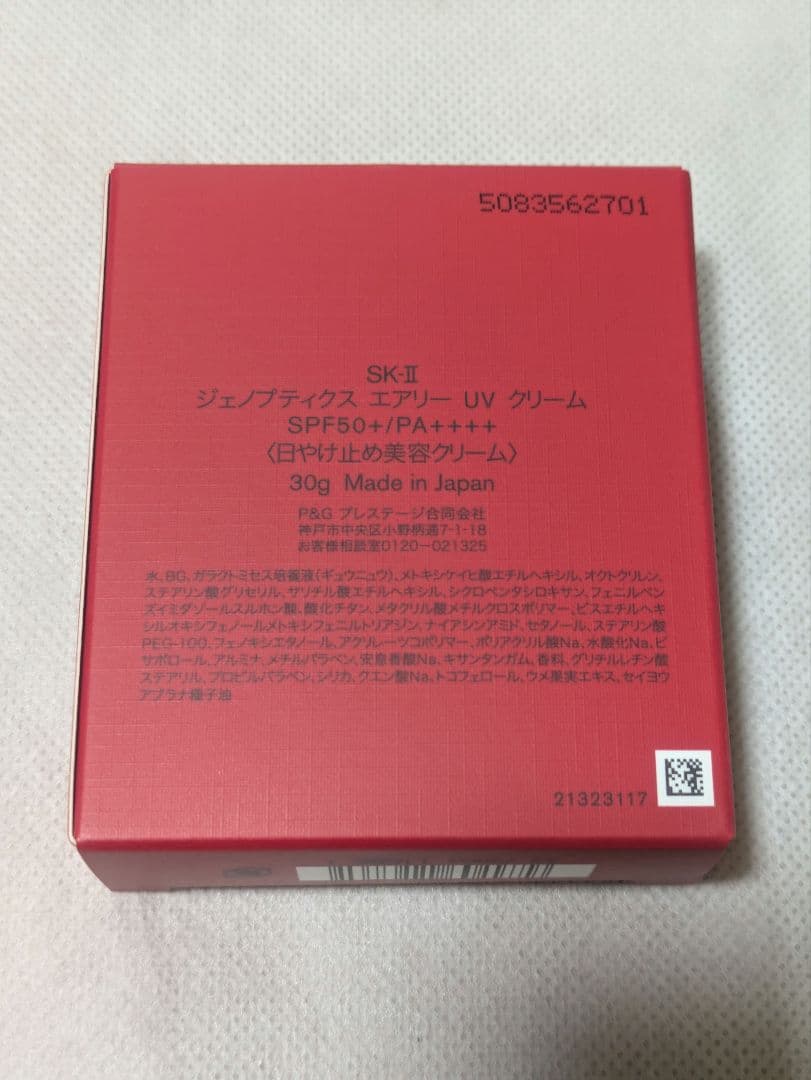 5083562701
SK-Ⅱ
ジェノプティクス エアリー UV クリーム
SPF50+/PA++++
〈日やけ止め美容クリーム〉
30g Made in Japan
P&G プレステージ合同会社
神戸市中央区小野柄通7-1-18
お客様相談室0120-021325
水、BG、ガラクトミセス培養液(ギュウニュウ)、メトキシケイヒ酸エチルヘキシル、オクトクリレン、
ステアリン酸グリセリル、サリチル酸エチルヘキシル、シクロペンタシロキサン、フェニルベン
ズイミダゾールスルホン酸、酸化チタン、メタクリル酸メチルクロスポリマー、ビスエチルヘキ
シルオキシフェノールメトキシフェニルトリアジン、ナイアシンアミド、セタノール、ステアリン酸
PEG-100、フェノキシエタノール、アクリレーツコポリマー、ポリアクリル酸Na、水酸化Na、ビ
サボロール、アルミナ、メチルパラベン、安息香酸Na、キサンタンガム、香料、グリチルレチン酸
ステアリル、プロピルパラベン、シリカ、クエン酸Na、トコフェロール、ウメ果実エキス、セイヨウ
アブラナ種子油
21323117